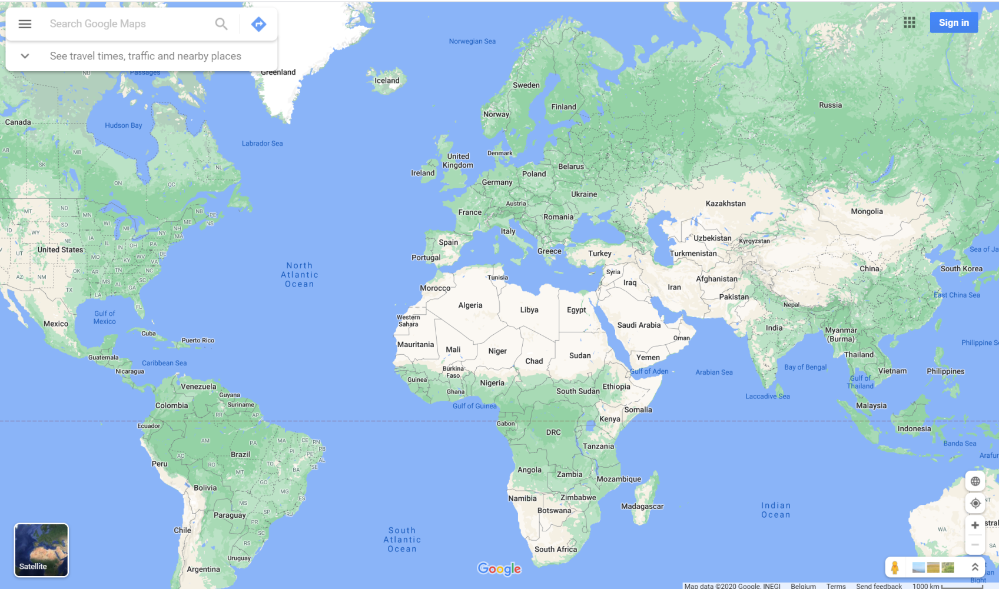 Search Google Maps
Sign in
See travel times, traffic and nearby places
Norwegian Sea
Greenland
NU
Passages
Iceland
Sweden
Finland
Russia
Norway
Canada
Hudson Bay
Labrador Sea
AB
MB
SK
NL
ON
QC
Denmark
United
Kingdom
Ireland
Belarus
Poland
Germany
Ukraine
Austria
France
Romania
Kazakhstan
Mongolia
Italy
Spain
Portugal
Greece
Turkey
Uzbekistan
Kyrgyzstan
Turkmenistan
Sea of Ja
China
South Korea
MT
ND
MN
NB
PE
NS
ME
ID
SD
WI
MI
NH
NY
MA
WY
NE
IA
IL
OH
PA
UT
United States
MO
KY
WV
VA
DE
AZ
NM
OK
AR
TN
NC
MS
AL
SC
TX
LA
GA
FL
North
Atlantic
Ocean
Tunisia
Syria
Iraq
Iran
Afghanistan
Pakistan
Nepal
East China Sea
Morocco
Algeria
Libya
Egypt
Western
Sahara
Saudi Arabia
India
Myanmar
(Burma)
Oman
Gulf of
Mexico
Mexico
Cuba
Puerto Rico
Mauritania
Mali
Niger
Chad
Sudan
Yemen
Thailand
Philippine S
Guatemala
Caribbean Sea
Nicaragua
Burkina
Faso
Gulf of Aden
Arabian Sea
Bay of Bengal
Vietnam
Philippines
Gulf of
Thailand
Guinea
Ghana
Nigeria
South Sudan
Ethiopia
Venezuela
Guyana
Suriname
Colombia
Gulf of Guinea
Somalia
Laccadive Sea
Malaysia
RR
AP
Ecuador
Gabon
Kenya
DRC
Indonesia
Tanzania
Banda Sea
Arafur
AM
PA
MA
CE
RN
PB
PI
PE
AL
SE
Brazil
AC
RO
TO
BA
Peru
MT
GO
Bolivia
MG
MS
ES
SP
RJ
Paraguay
PR
SC
RS
Chile
Uruguay
Argentina
Angola
Zambia
Mozambique
Namibia
Zimbabwe
Botswana
Madagascar
South Africa
Indian
Ocean
South
Atlantic
Ocean
NT
WA
stral
SA
ian
Bight
Satellite
Google
Map data ©2020 Google, INEGI Belgium Terms Send feedback 1000 km